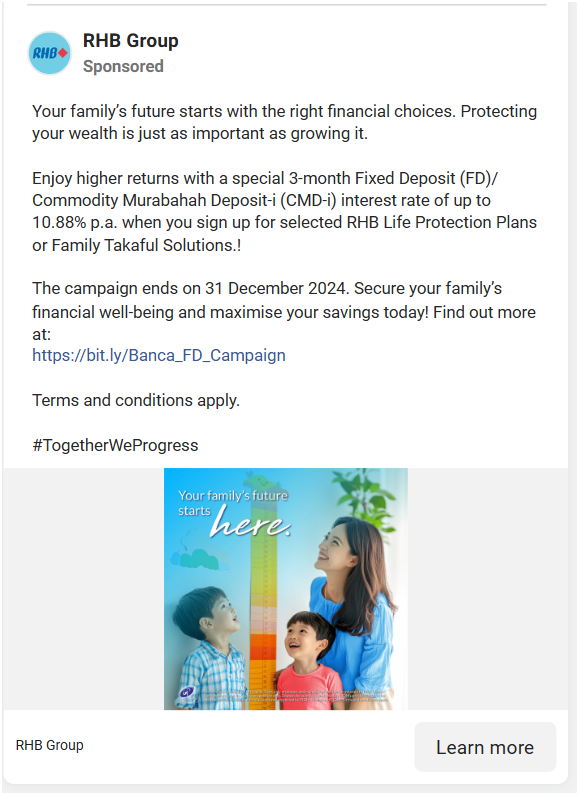 RHB
RHB Group
Sponsored
Your family’s future starts with the right financial choices. Protecting
your wealth is just as important as growing it.
Enjoy higher returns with a special 3-month Fixed Deposit (FD)/
Commodity Murabahah Deposit-i (CMD-i) interest rate of up to
10.88% p.a. when you sign up for selected RHB Life Protection Plans
or Family Takaful Solutions.!
The campaign ends on 31 December 2024. Secure your family’s
financial well-being and maximise your savings today! Find out more
at:
https://bit.ly/Banca_FD_Campaign
Terms and conditions apply.
#TogetherWeProgress
Your family’s future
starts
here.
RHB Group
Learn more